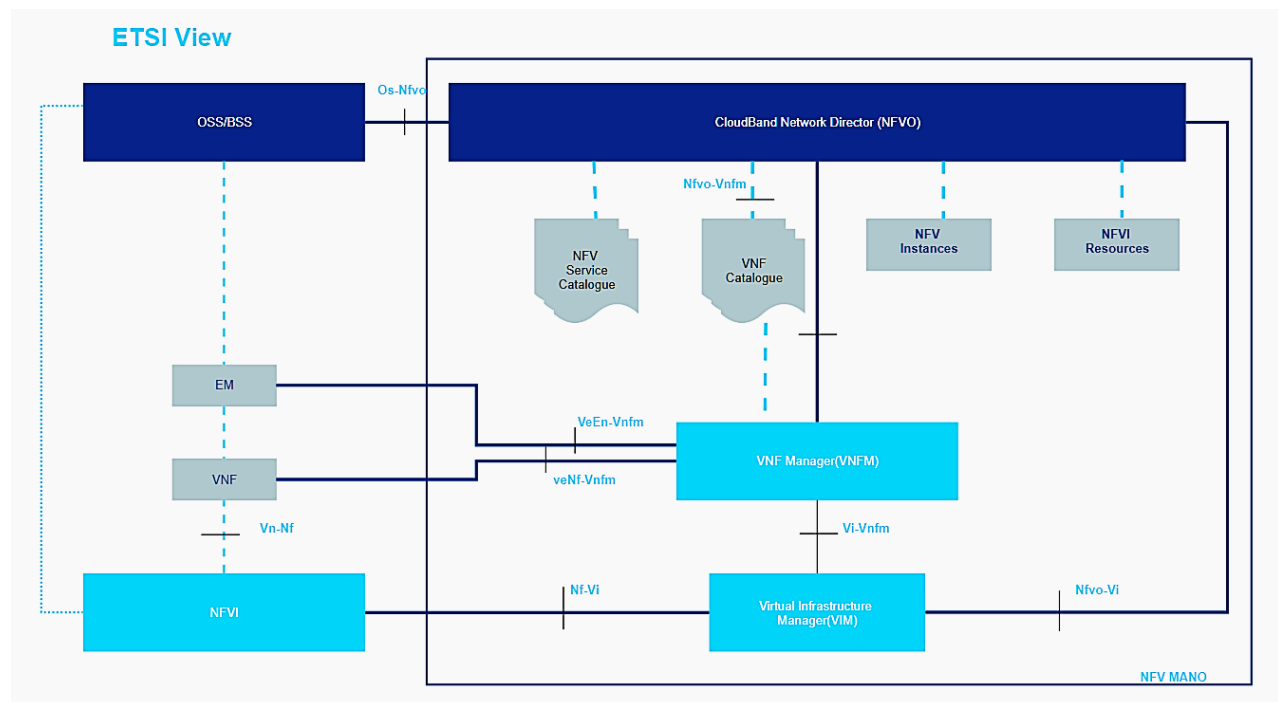 ETSI View
Os-Nfvo
OSS/BSS
CloudBand Network Director (NFVO)
Nfvo-Vnfm
NFV
Service
Catalogue
VNF
Catalogue
NFV
Instances
NFVI
Resources
EM
VeEn-Vnfm
VNF Manager(VNFM)
VNF
veNf-Vnfm
Vn-Nf
Vi-Vnfm
Nf-Vi
Nfvo-Vi
NFVI
Virtual Infrastructure
Manager(VIM)
NFV MANO